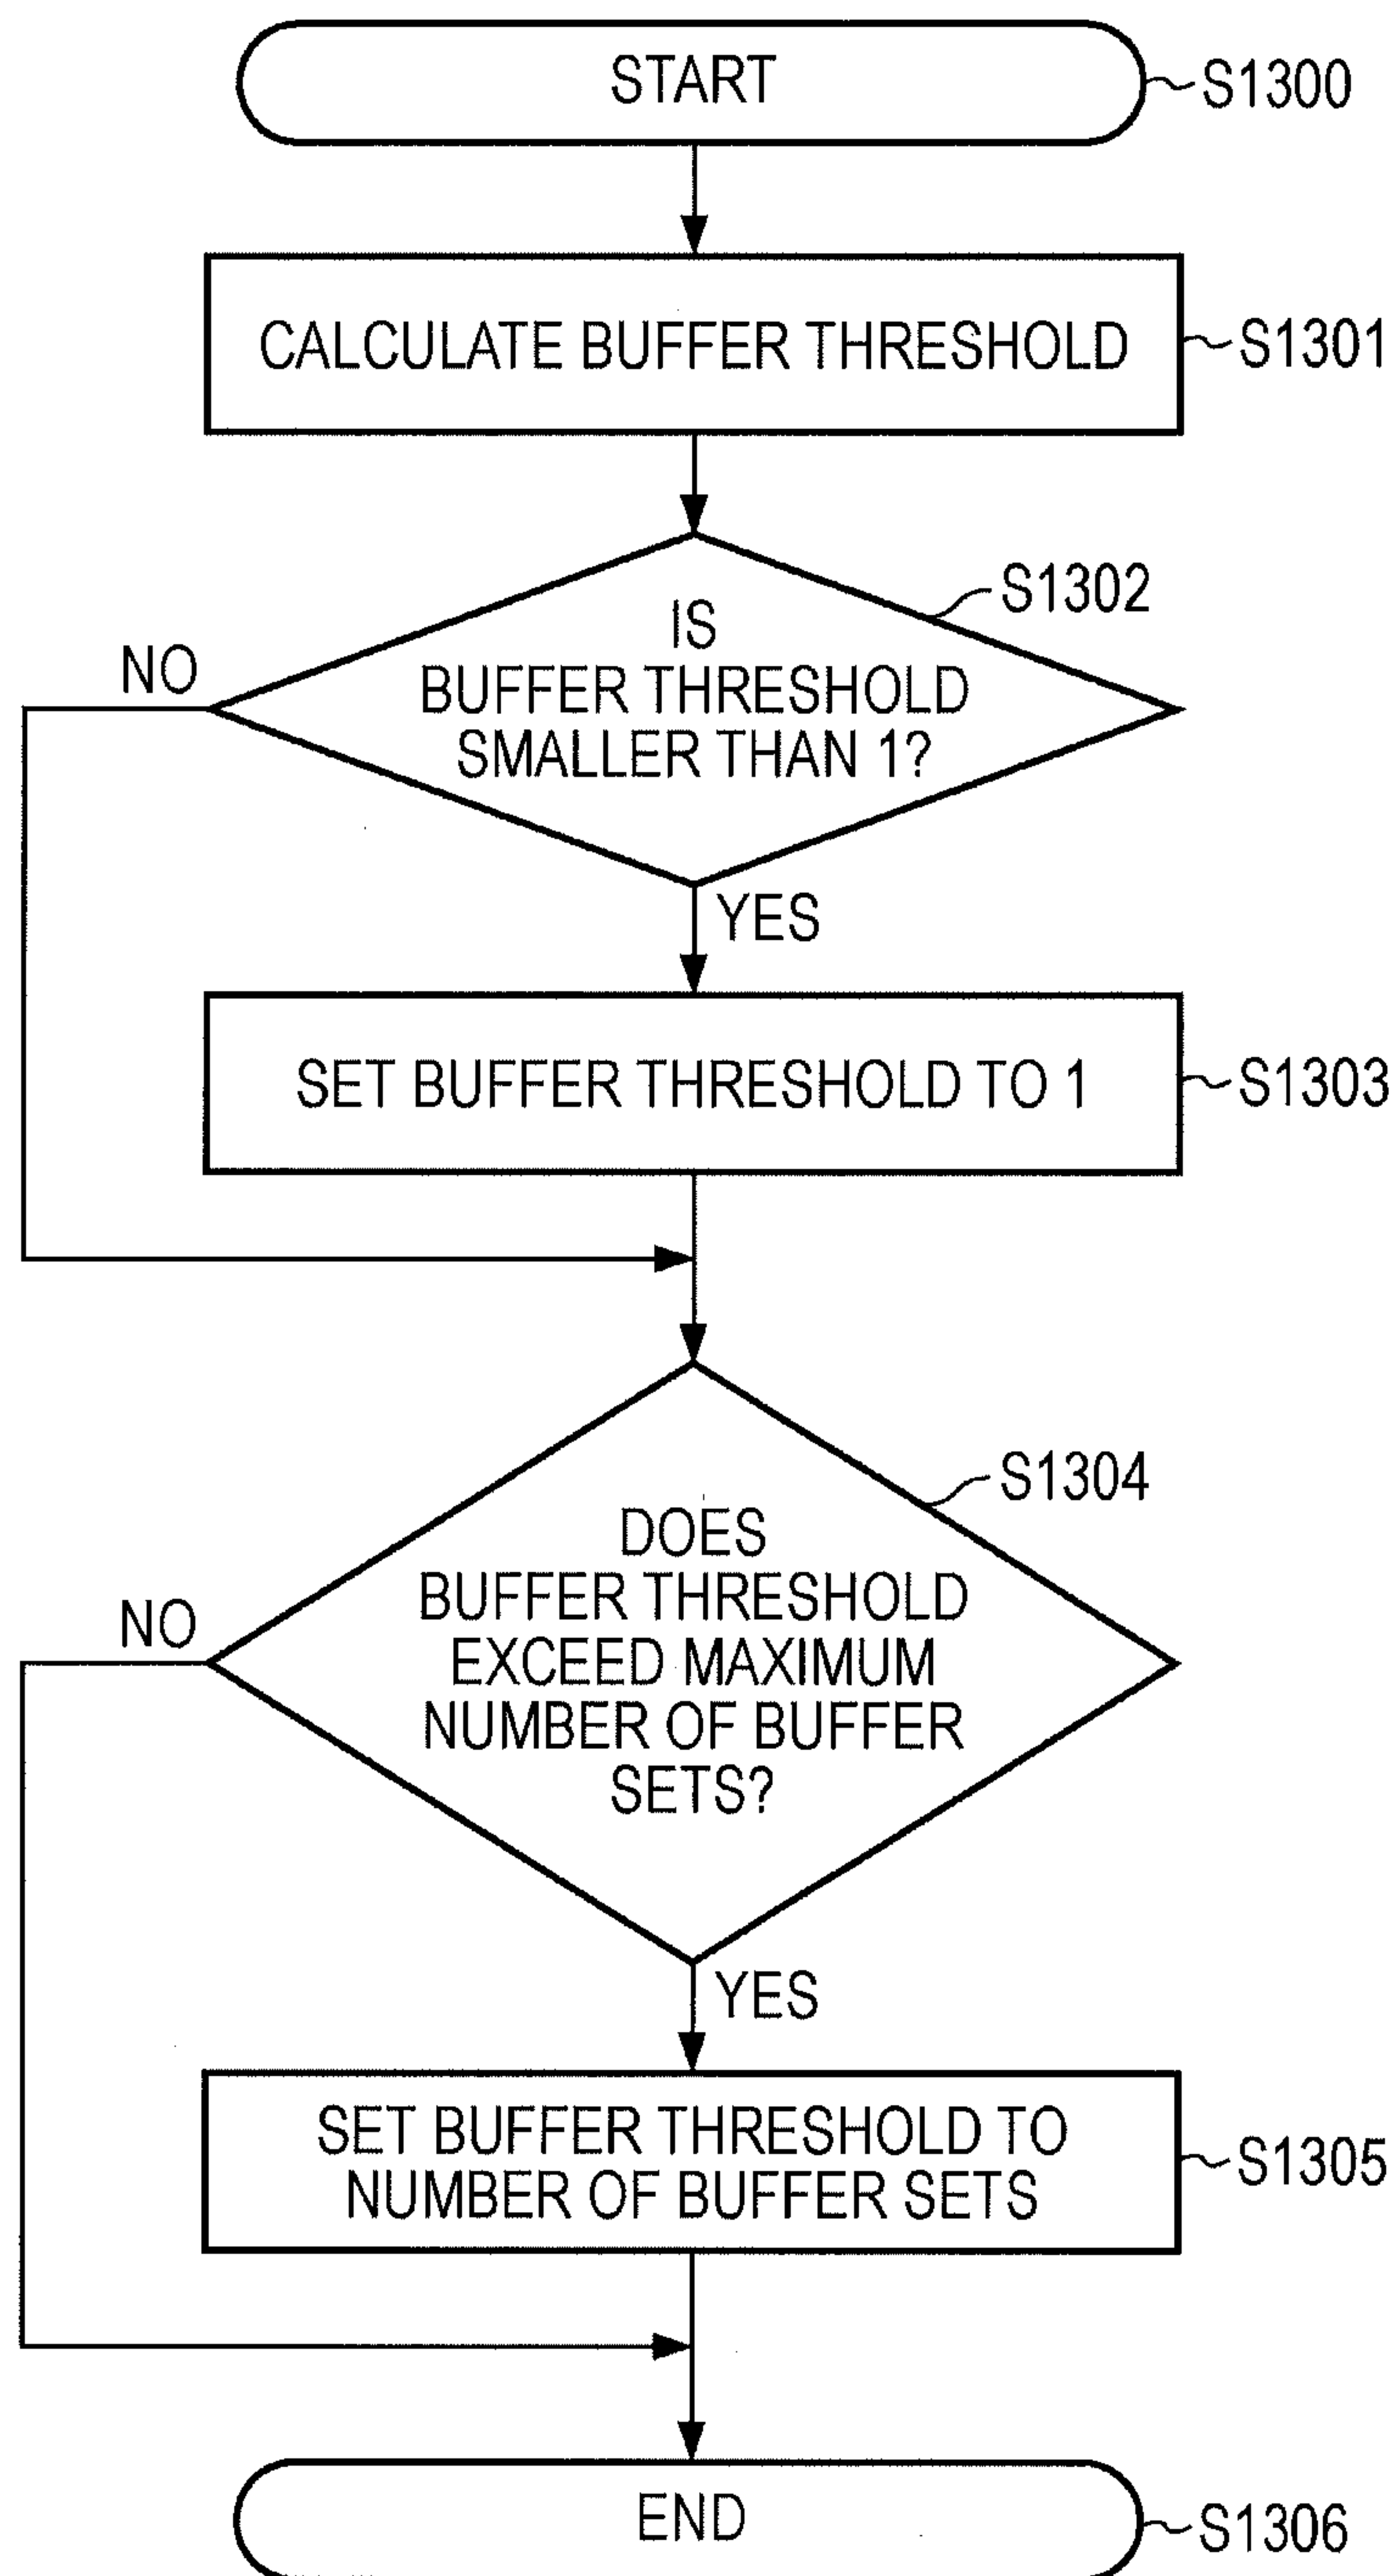 START
S1300
CALCULATE BUFFER THRESHOLD
S1301
S1302
IS
BUFFER THRESHOLD
SMALLER THAN 1?
NO
YES
SET BUFFER THRESHOLD TO 1
S1303
S1304
DOES
BUFFER THRESHOLD
EXCEED MAXIMUM
NUMBER OF BUFFER
SETS?
NO
YES
SET BUFFER THRESHOLD TO
NUMBER OF BUFFER SETS
S1305
END
S1306